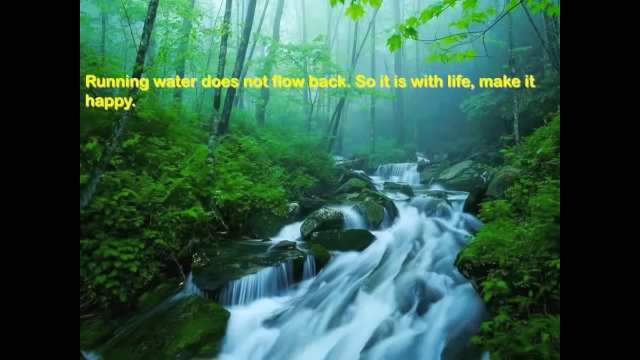 Running water does not flow back. So it is with life, make it
happy.